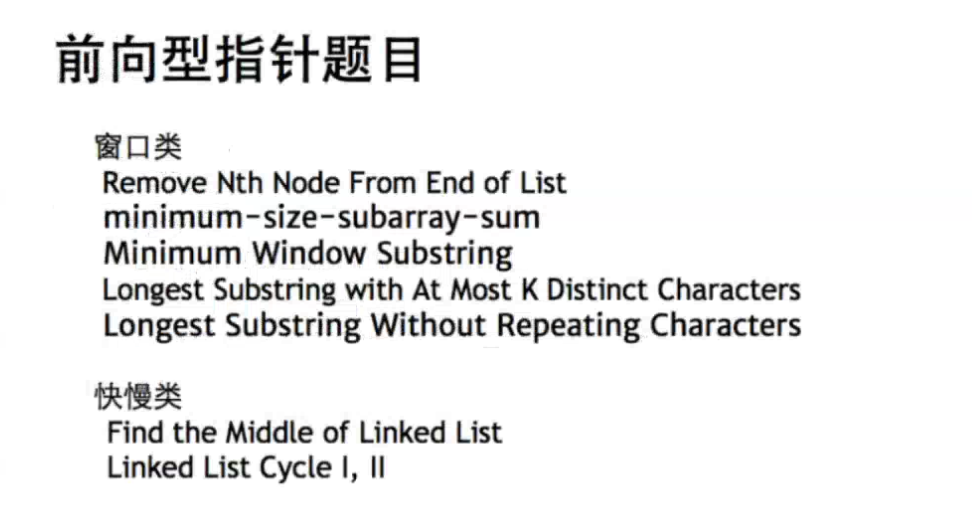 前向型指针题目
窗口类
Remove Nth Node From End of List
minimum-size-subarray-sum
Minimum Window Substring
Longest Substring with At Most K Distinct Characters
Longest Substring Without Repeating Characters
快慢类
Find the Middle of Linked List
Linked List Cycle I, II